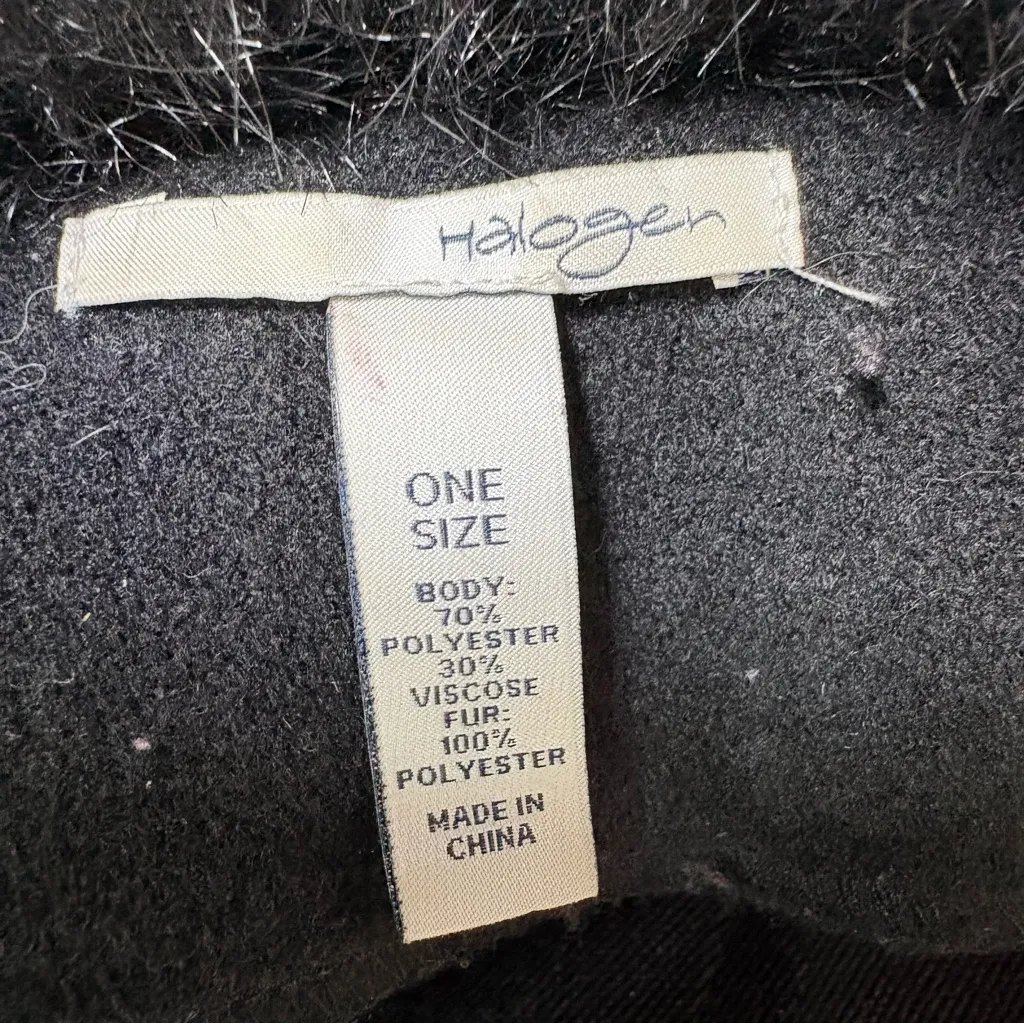 Halogen
ONE
SIZE
BODY:
70%
POLYESTER
30%
VISCOSE
FUR:
100%
POLYESTER
MADE IN
CHINA